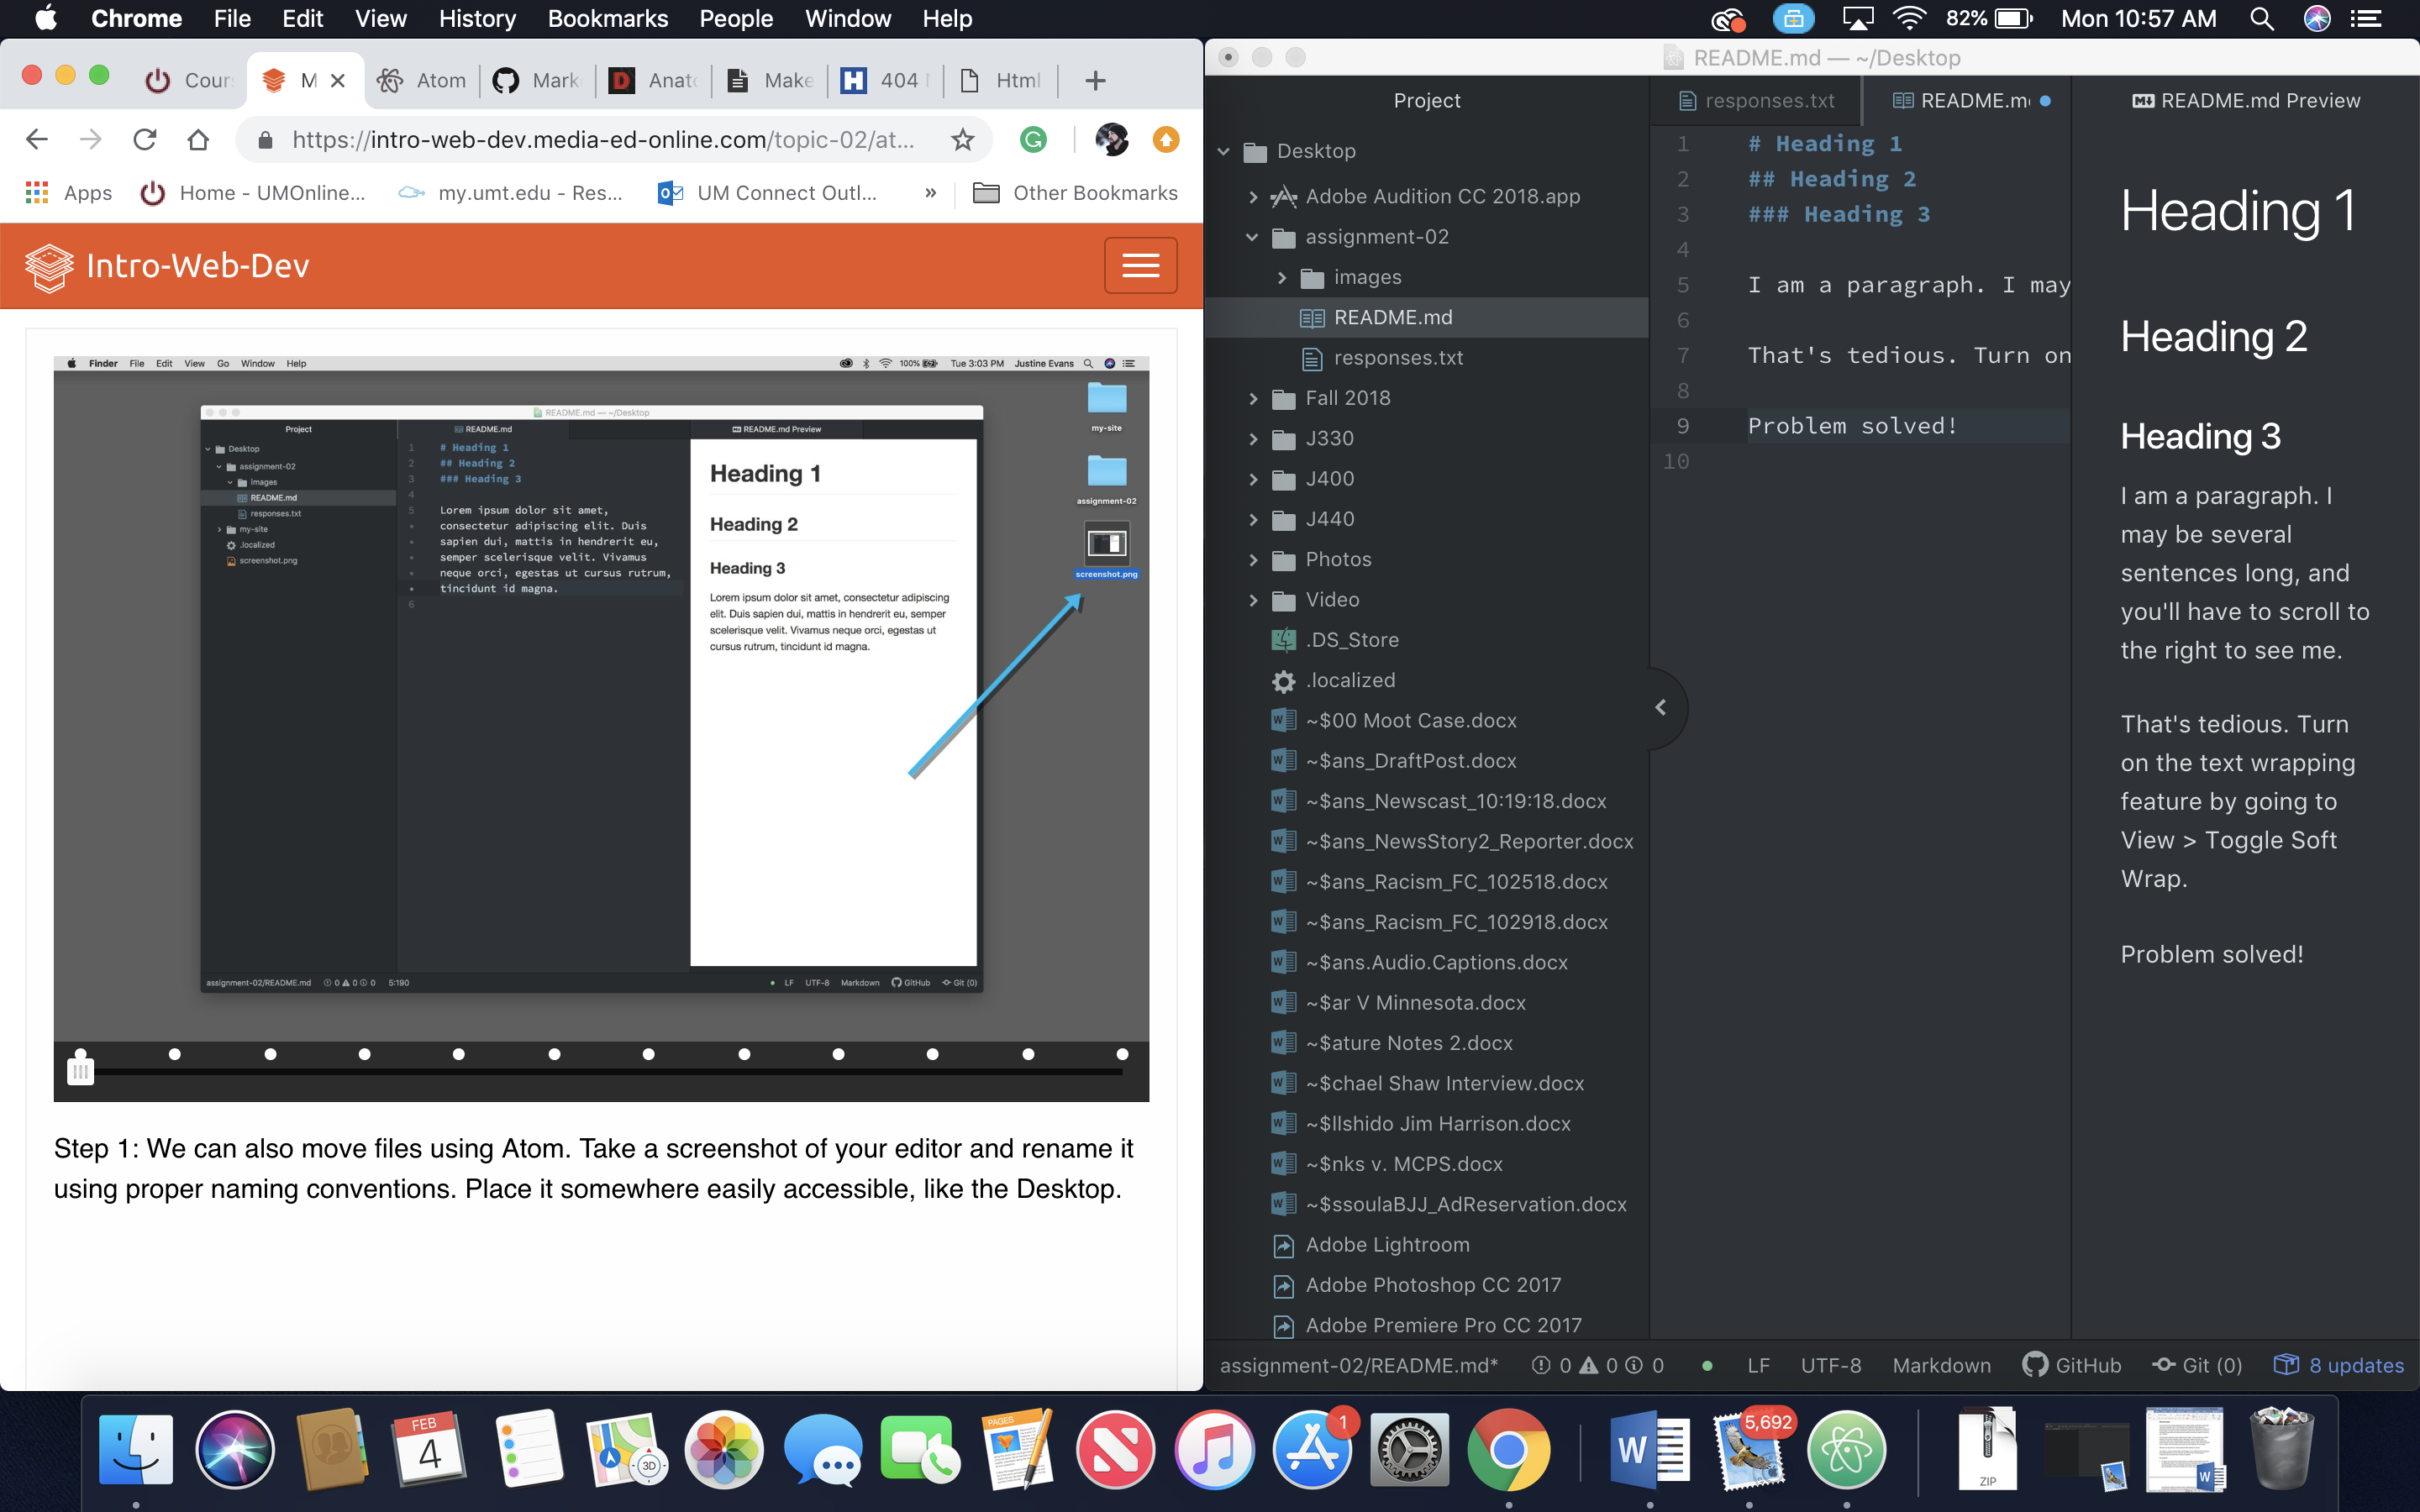 Chrome File Edit View History Bookmarks People Window Help
82% Mon 10:57 AM
Cour M Atom Mark Anato Make 404 Html
https://intro-web-dev.media-ed-online.com/topic-02/at...
Apps Home - UMOnline... my.umt.edu - Res... UM Connect Outl... » Other Bookmarks
Intro-Web-Dev
Finder File Edit View Go Window Help 100% Tue 3:03 PM Justine Evans
README.md — ~/Desktop
Project README.md README.md Preview
Desktop
assignment-02
images
README.md
responses.txt
my-site
.localized
screenshot.png
1 # Heading 1
2 ## Heading 2
3 ### Heading 3
4
5 Lorem ipsum dolor sit amet,
consectetur adipiscing elit. Duis
sapien dui, mattis in hendrerit eu,
semper scelerisque velit. Vivamus
neque orci, egestas ut cursus rutrum,
tincidunt id magna.
6
Heading 1
Heading 2
Heading 3
Lorem ipsum dolor sit amet, consectetur adipiscing
elit. Duis sapien dui, mattis in hendrerit eu, semper
scelerisque velit. Vivamus neque orci, egestas ut
cursus rutrum, tincidunt id magna.
my-site
assignment-02
screenshot.png
assignment-02/README.md 0 0 0 5:190 LF UTF-8 Markdown GitHub Git (0)
Step 1: We can also move files using Atom. Take a screenshot of your editor and rename it
using proper naming conventions. Place it somewhere easily accessible, like the Desktop.
README.md — ~/Desktop
Project
Desktop
Adobe Audition CC 2018.app
assignment-02
images
README.md
responses.txt
Fall 2018
J330
J400
J440
Photos
Video
.DS_Store
.localized
~$00 Moot Case.docx
~$ans_DraftPost.docx
~$ans_Newscast_10:19:18.docx
~$ans_NewsStory2_Reporter.docx
~$ans_Racism_FC_102518.docx
~$ans_Racism_FC_102918.docx
~$ans.Audio.Captions.docx
~$ar V Minnesota.docx
~$ature Notes 2.docx
~$chael Shaw Interview.docx
~$llshido Jim Harrison.docx
~$nks v. MCPS.docx
~$ssoulaBJJ_AdReservation.docx
Adobe Lightroom
Adobe Photoshop CC 2017
Adobe Premiere Pro CC 2017
responses.txt README.m
1 # Heading 1
2 ## Heading 2
3 ### Heading 3
4
5 I am a paragraph. I may
6
7 That's tedious. Turn on
8
9 Problem solved!
10
README.md Preview
Heading 1
Heading 2
Heading 3
I am a paragraph. I
may be several
sentences long, and
you'll have to scroll to
the right to see me.
That's tedious. Turn
on the text wrapping
feature by going to
View > Toggle Soft
Wrap.
Problem solved!
assignment-02/README.md* 0 0 0 LF UTF-8 Markdown GitHub Git (0) 8 updates
FEB
4
3D
PAGES
1
W
5,692
ZIP
W